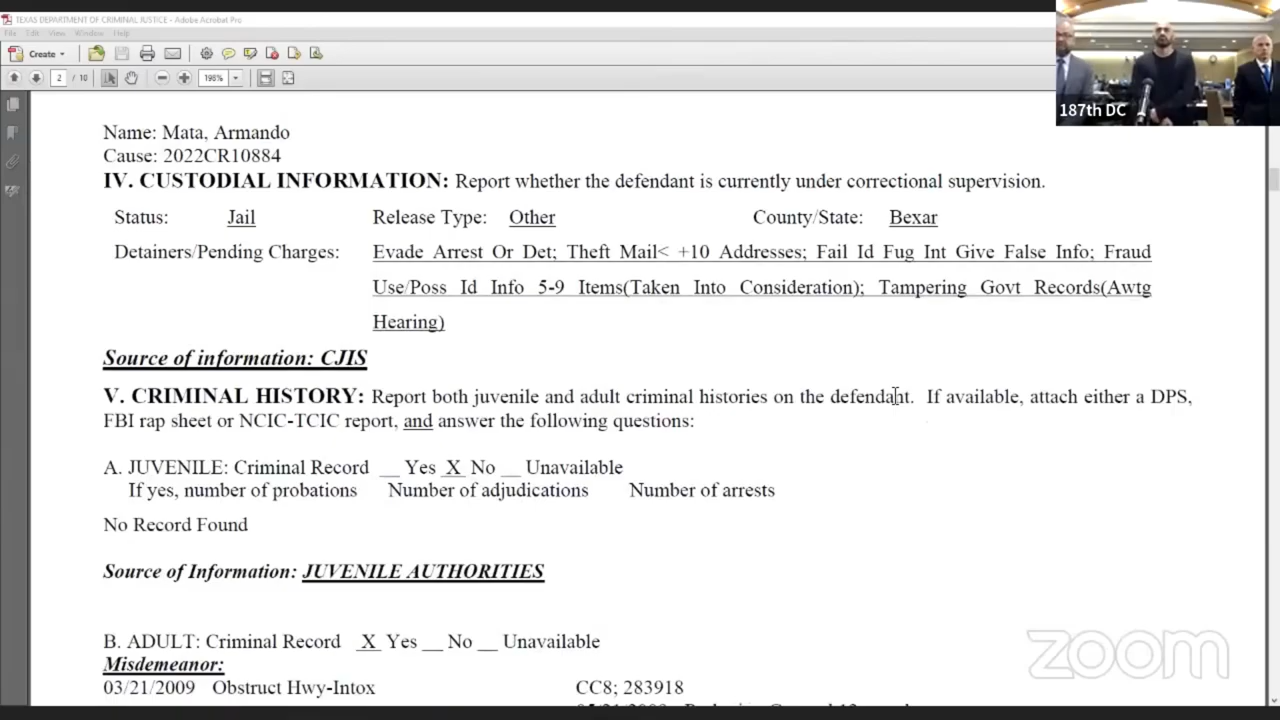 TEXAS DEPARTMENT OF CRIMINAL JUSTICE - Adobe Acrobat Pro
File Edit View Window Help
Create
2 / 10 198%
187th DC
Name: Mata, Armando
Cause: 2022CR10884
IV. CUSTODIAL INFORMATION: Report whether the defendant is currently under correctional supervision.
Status: Jail Release Type: Other County/State: Bexar
Detainers/Pending Charges: Evade Arrest Or Det; Theft Mail< +10 Addresses; Fail Id Fug Int Give False Info; Fraud
Use/Poss Id Info 5-9 Items(Taken Into Consideration); Tampering Govt Records(Awtg
Hearing)
Source of information: CJIS
V. CRIMINAL HISTORY: Report both juvenile and adult criminal histories on the defendant. If available, attach either a DPS,
FBI rap sheet or NCIC-TCIC report, and answer the following questions:
A. JUVENILE: Criminal Record __ Yes X No __ Unavailable
If yes, number of probations Number of adjudications Number of arrests
No Record Found
Source of Information: JUVENILE AUTHORITIES
B. ADULT: Criminal Record X Yes __ No __ Unavailable
Misdemeanor:
03/21/2009 Obstruct Hwy-Intox CC8; 283918
zoom